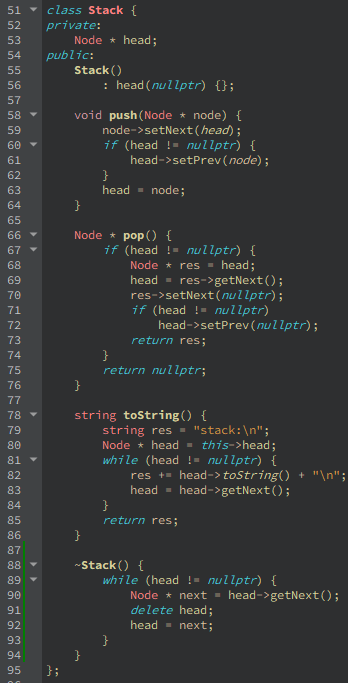 51 class Stack {
52 private:
53     Node * head;
54 public:
55     Stack()
56         : head(nullptr) {};
57
58     void push(Node * node) {
59         node->setNext(head);
60         if (head != nullptr) {
61             head->setPrev(node);
62         }
63         head = node;
64     }
65
66     Node * pop() {
67         if (head != nullptr) {
68             Node * res = head;
69             head = res->getNext();
70             res->setNext(nullptr);
71             if (head != nullptr)
72                 head->setPrev(nullptr);
73             return res;
74         }
75         return nullptr;
76     }
77
78     string toString() {
79         string res = "stack:\n";
80         Node * head = this->head;
81         while (head != nullptr) {
82             res += head->toString() + "\n";
83             head = head->getNext();
84         }
85         return res;
86     }
87
88     ~Stack() {
89         while (head != nullptr) {
90             Node * next = head->getNext();
91             delete head;
92             head = next;
93         }
94     }
95 };